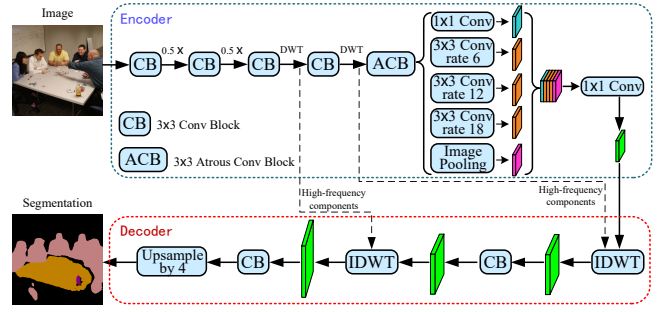 Image
Encoder
CB
0.5 X
CB
0.5 X
CB
DWT
CB
DWT
ACB
1x1 Conv
3x3 Conv
rate 6
3x3 Conv
rate 12
3x3 Conv
rate 18
Image
Pooling
1x1 Conv
CB
3x3 Conv Block
ACB
3x3 Atrous Conv Block
High-frequency
components
High-frequency
components
Segmentation
Decoder
Upsample
by 4
CB
IDWT
CB
IDWT